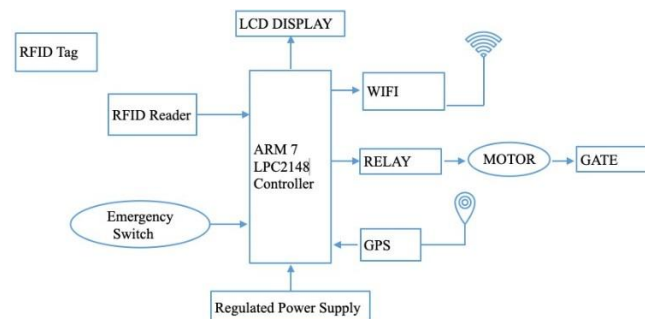 LCD DISPLAY
RFID Tag
WIFI
RFID Reader
ARM 7
LPC2148
Controller
RELAY
MOTOR
GATE
Emergency
Switch
GPS
Regulated Power Supply